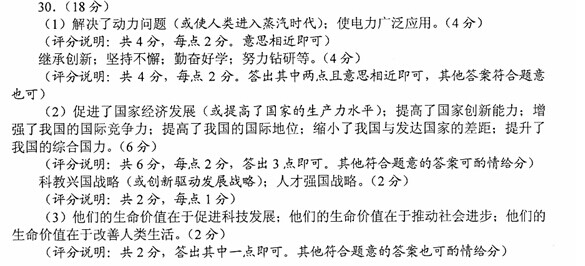 30.（18 分）
（1）解决了动力问题（或使人类进入蒸汽时代）；使电力广泛应用。（4 分）
（评分说明：共 4 分，每点 2 分。意思相近即可）
继承创新；坚持不懈；勤奋好学；努力钻研等。（4 分）
（评分说明：共 4 分，每点 2 分。答出其中两点且意思相近即可，其他答案符合题意
也可）
（2）促进了国家经济发展（或提高了国家的生产力水平）；提高了国家创新能力；增
强了我国的国际竞争力；提高了我国的国际地位；缩小了我国与发达国家的差距；提升了
我国的综合国力。（6 分）
（评分说明：共 6 分，每点 2 分，答出 3 点即可。其他符合题意的答案可酌情给分）
科教兴国战略（或创新驱动发展战略）；人才强国战略。（2 分）
（评分说明：共 2 分，每点 1 分）
（3）他们的生命价值在于促进科技发展；他们的生命价值在于推动社会进步；他们的
生命价值在于改善人类生活。（2 分）
（评分说明：共 2 分，答出其中一点即可。其他符合题意的答案也可酌情给分）